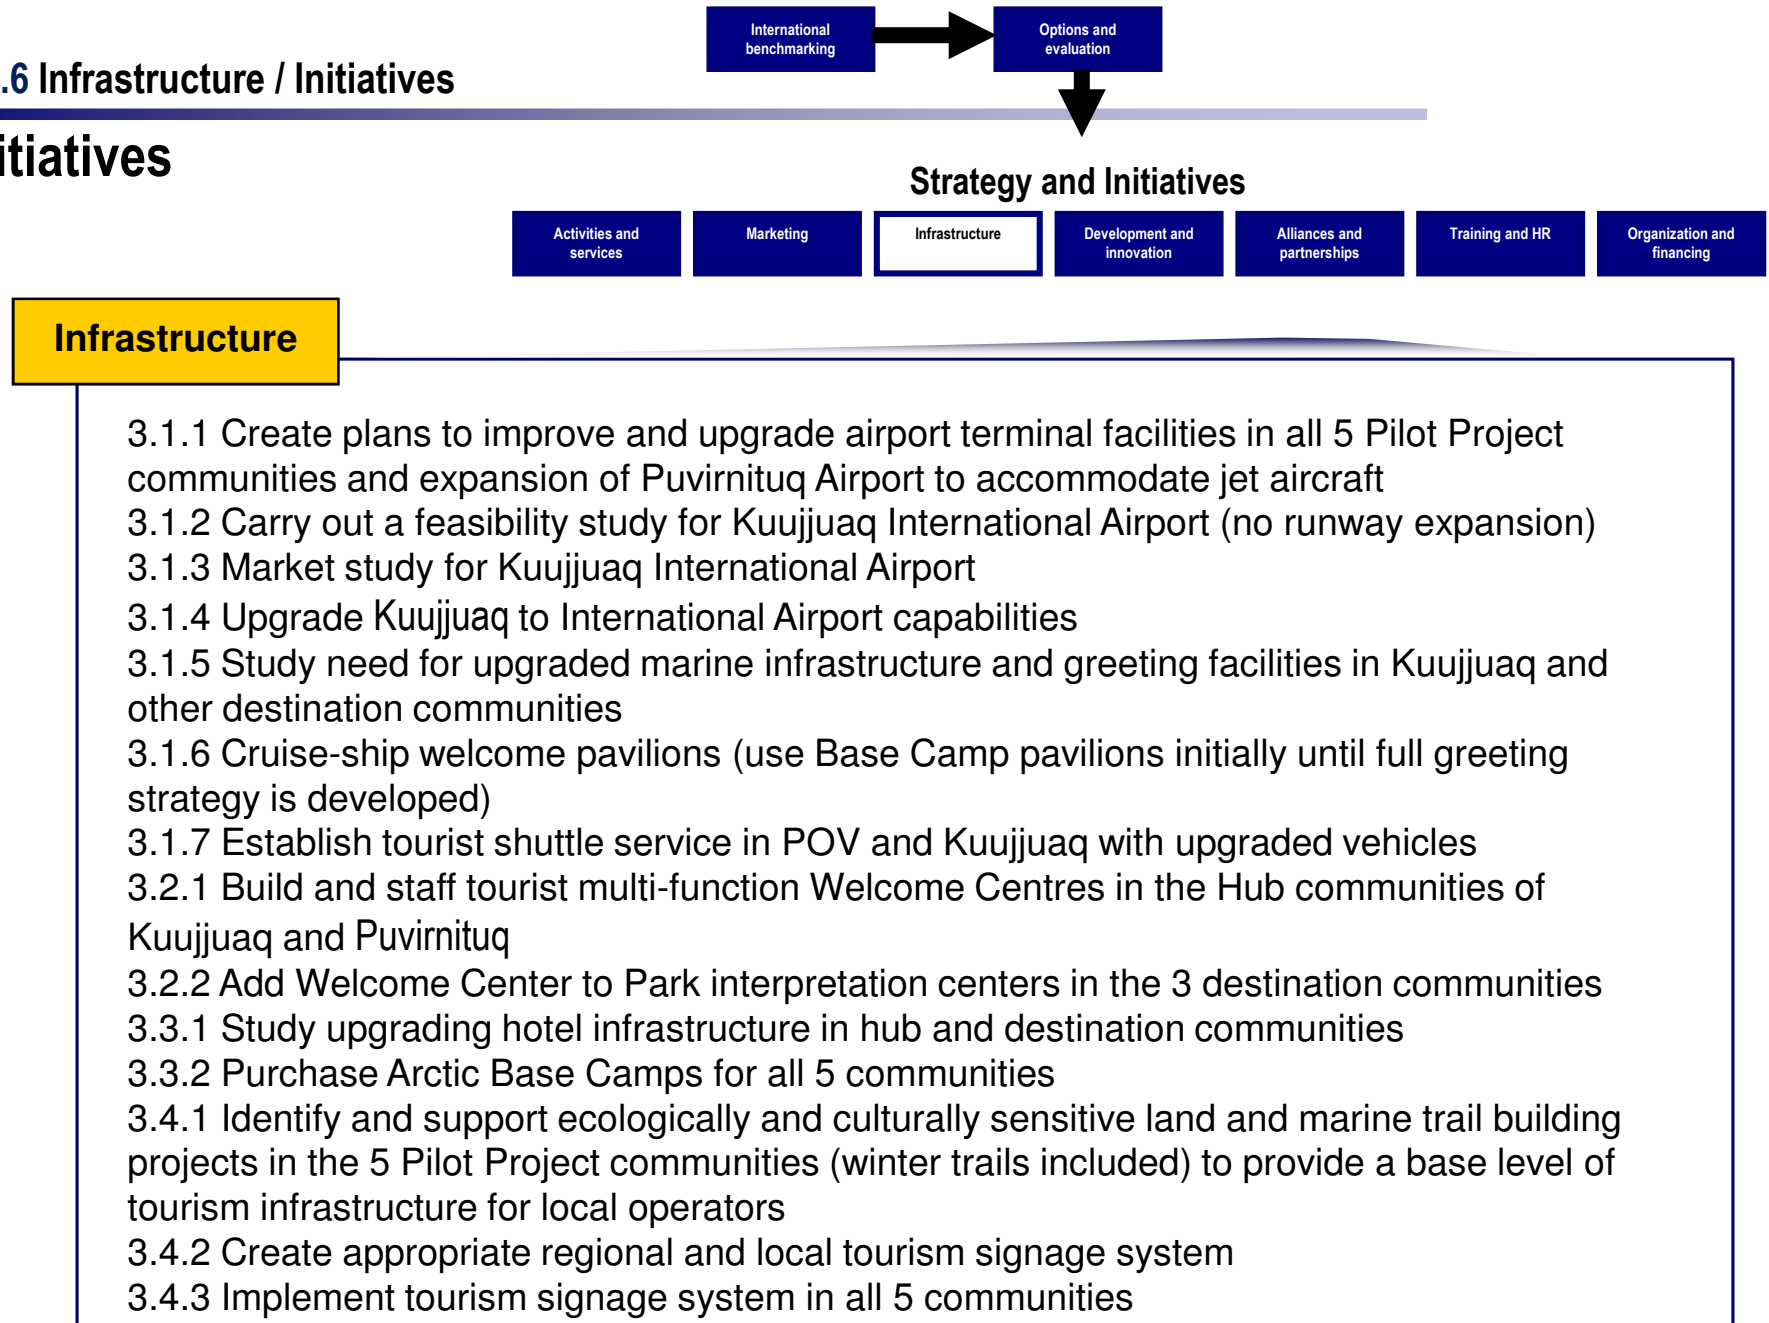 International
benchmarking
Options and
evaluation
.6 Infrastructure / Initiatives
itiatives
Strategy and Initiatives
Activities and
services
Marketing
Infrastructure
Development and
innovation
Alliances and
partnerships
Training and HR
Organization and
financing
Infrastructure
3.1.1 Create plans to improve and upgrade airport terminal facilities in all 5 Pilot Project
communities and expansion of Puvirnituq Airport to accommodate jet aircraft
3.1.2 Carry out a feasibility study for Kuujjuaq International Airport (no runway expansion)
3.1.3 Market study for Kuujjuaq International Airport
3.1.4 Upgrade Kuujjuaq to International Airport capabilities
3.1.5 Study need for upgraded marine infrastructure and greeting facilities in Kuujjuaq and
other destination communities
3.1.6 Cruise-ship welcome pavilions (use Base Camp pavilions initially until full greeting
strategy is developed)
3.1.7 Establish tourist shuttle service in POV and Kuujjuaq with upgraded vehicles
3.2.1 Build and staff tourist multi-function Welcome Centres in the Hub communities of
Kuujjuaq and Puvirnituq
3.2.2 Add Welcome Center to Park interpretation centers in the 3 destination communities
3.3.1 Study upgrading hotel infrastructure in hub and destination communities
3.3.2 Purchase Arctic Base Camps for all 5 communities
3.4.1 Identify and support ecologically and culturally sensitive land and marine trail building
projects in the 5 Pilot Project communities (winter trails included) to provide a base level of
tourism infrastructure for local operators
3.4.2 Create appropriate regional and local tourism signage system
3.4.3 Implement tourism signage system in all 5 communities